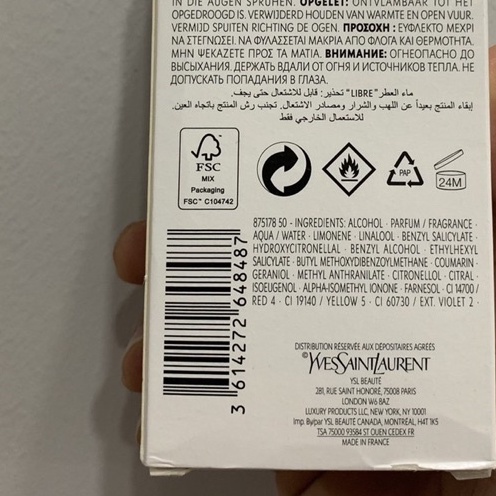 IN DIE AUGEN SPRÜHEN. OPGELET: ONTVLAMBAAR TOT HET
OPGEDROOGD IS. VERWIJDERD HOUDEN VAN WARMTE EN OPEN VUUR.
VERMIJD SPUITEN RICHTING DE OGEN. ΠΡΟΣΟΧΗ : ΕΥΦΛΕΚΤΟ ΜΕΧΡΙ
ΝΑ ΣΤΕΓΝΩΣΕΙ. ΝΑ ΦΥΛΑΣΣΕΤΑΙ ΜΑΚΡΙΑ ΑΠΟ ΦΛΟΓΑ ΚΑΙ ΘΕΡΜΟΤΗΤΑ.
ΜΗΝ ΨΕΚΑΖΕΤΕ ΠΡΟΣ ΤΑ ΜΑΤΙΑ. ВНИМАНИЕ: ОГНЕОПАСНО ДО
ВЫСЫХАНИЯ. ДЕРЖАТЬ ВДАЛИ ОТ ОГНЯ И ИСТОЧНИКОВ ТЕПЛА. НЕ
ДОПУСКАТЬ ПОПАДАНИЯ В ГЛАЗА.
ماء العطر "LIBRE" تحذير: قابل للاشتعال حتى يجف.
إبقاء المنتج بعيداً عن اللهب والشرار ومصادر الاشتعال. تجنب رش المنتج باتجاه العين.
للاستعمال الخارجي فقط
FSC
MIX
Packaging
FSC™ C104742
PAP
24M
875178 50 - INGREDIENTS: ALCOHOL · PARFUM / FRAGRANCE ·
AQUA / WATER · LIMONENE · LINALOOL · BENZYL SALICYLATE ·
HYDROXYCITRONELLAL · BENZYL ALCOHOL · ETHYLHEXYL
SALICYLATE · BUTYL METHOXYDIBENZOYLMETHANE · COUMARIN ·
GERANIOL · METHYL ANTHRANILATE · CITRONELLOL · CITRAL ·
ISOEUGENOL · ALPHA-ISOMETHYL IONONE · FARNESOL · CI 14700 /
RED 4 · CI 19140 / YELLOW 5 · CI 60730 / EXT. VIOLET 2 ·
3 614272 648487
DISTRIBUTION RÉSERVÉE AUX DÉPOSITAIRES AGRÉÉS
©YVESSAINTLAURENT
YSL BEAUTÉ
281, RUE SAINT HONORÉ, 75008 PARIS
LONDON W6 8AZ
LUXURY PRODUCTS LLC, NEW YORK, NY 10001
Imp. By/par YSL BEAUTÉ CANADA, MONTRÉAL, H4T 1K5
TSA 75000 93584 ST OUEN CEDEX FR
MADE IN FRANCE